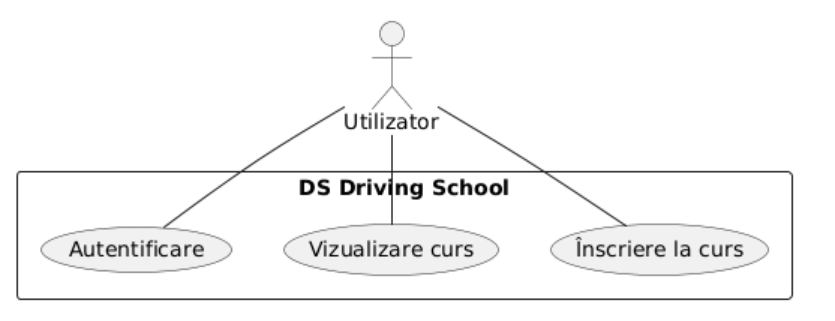 Utilizator
DS Driving School
Autentificare
Vizualizare curs
Înscriere la curs